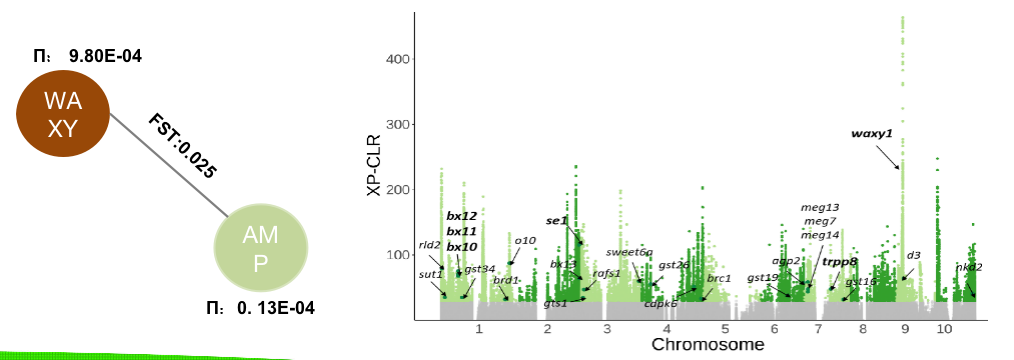 П: 9.80E-04
WA
XY
FST:0.025
AM
P
П: 0. 13E-04
XP-CLR
400
300
200
100
waxy1
meg13
meg7
meg14
bx12
bx11
bx10
se1
rld2
o10
sut1
gst34
brd1
bx13
rafs1
gts1
sweet6a
gst26
capk6
brc1
gst19
agp2
trpp8
gst16
d3
nkd2
1 2 3 4 5 6 7 8 9 10
Chromosome